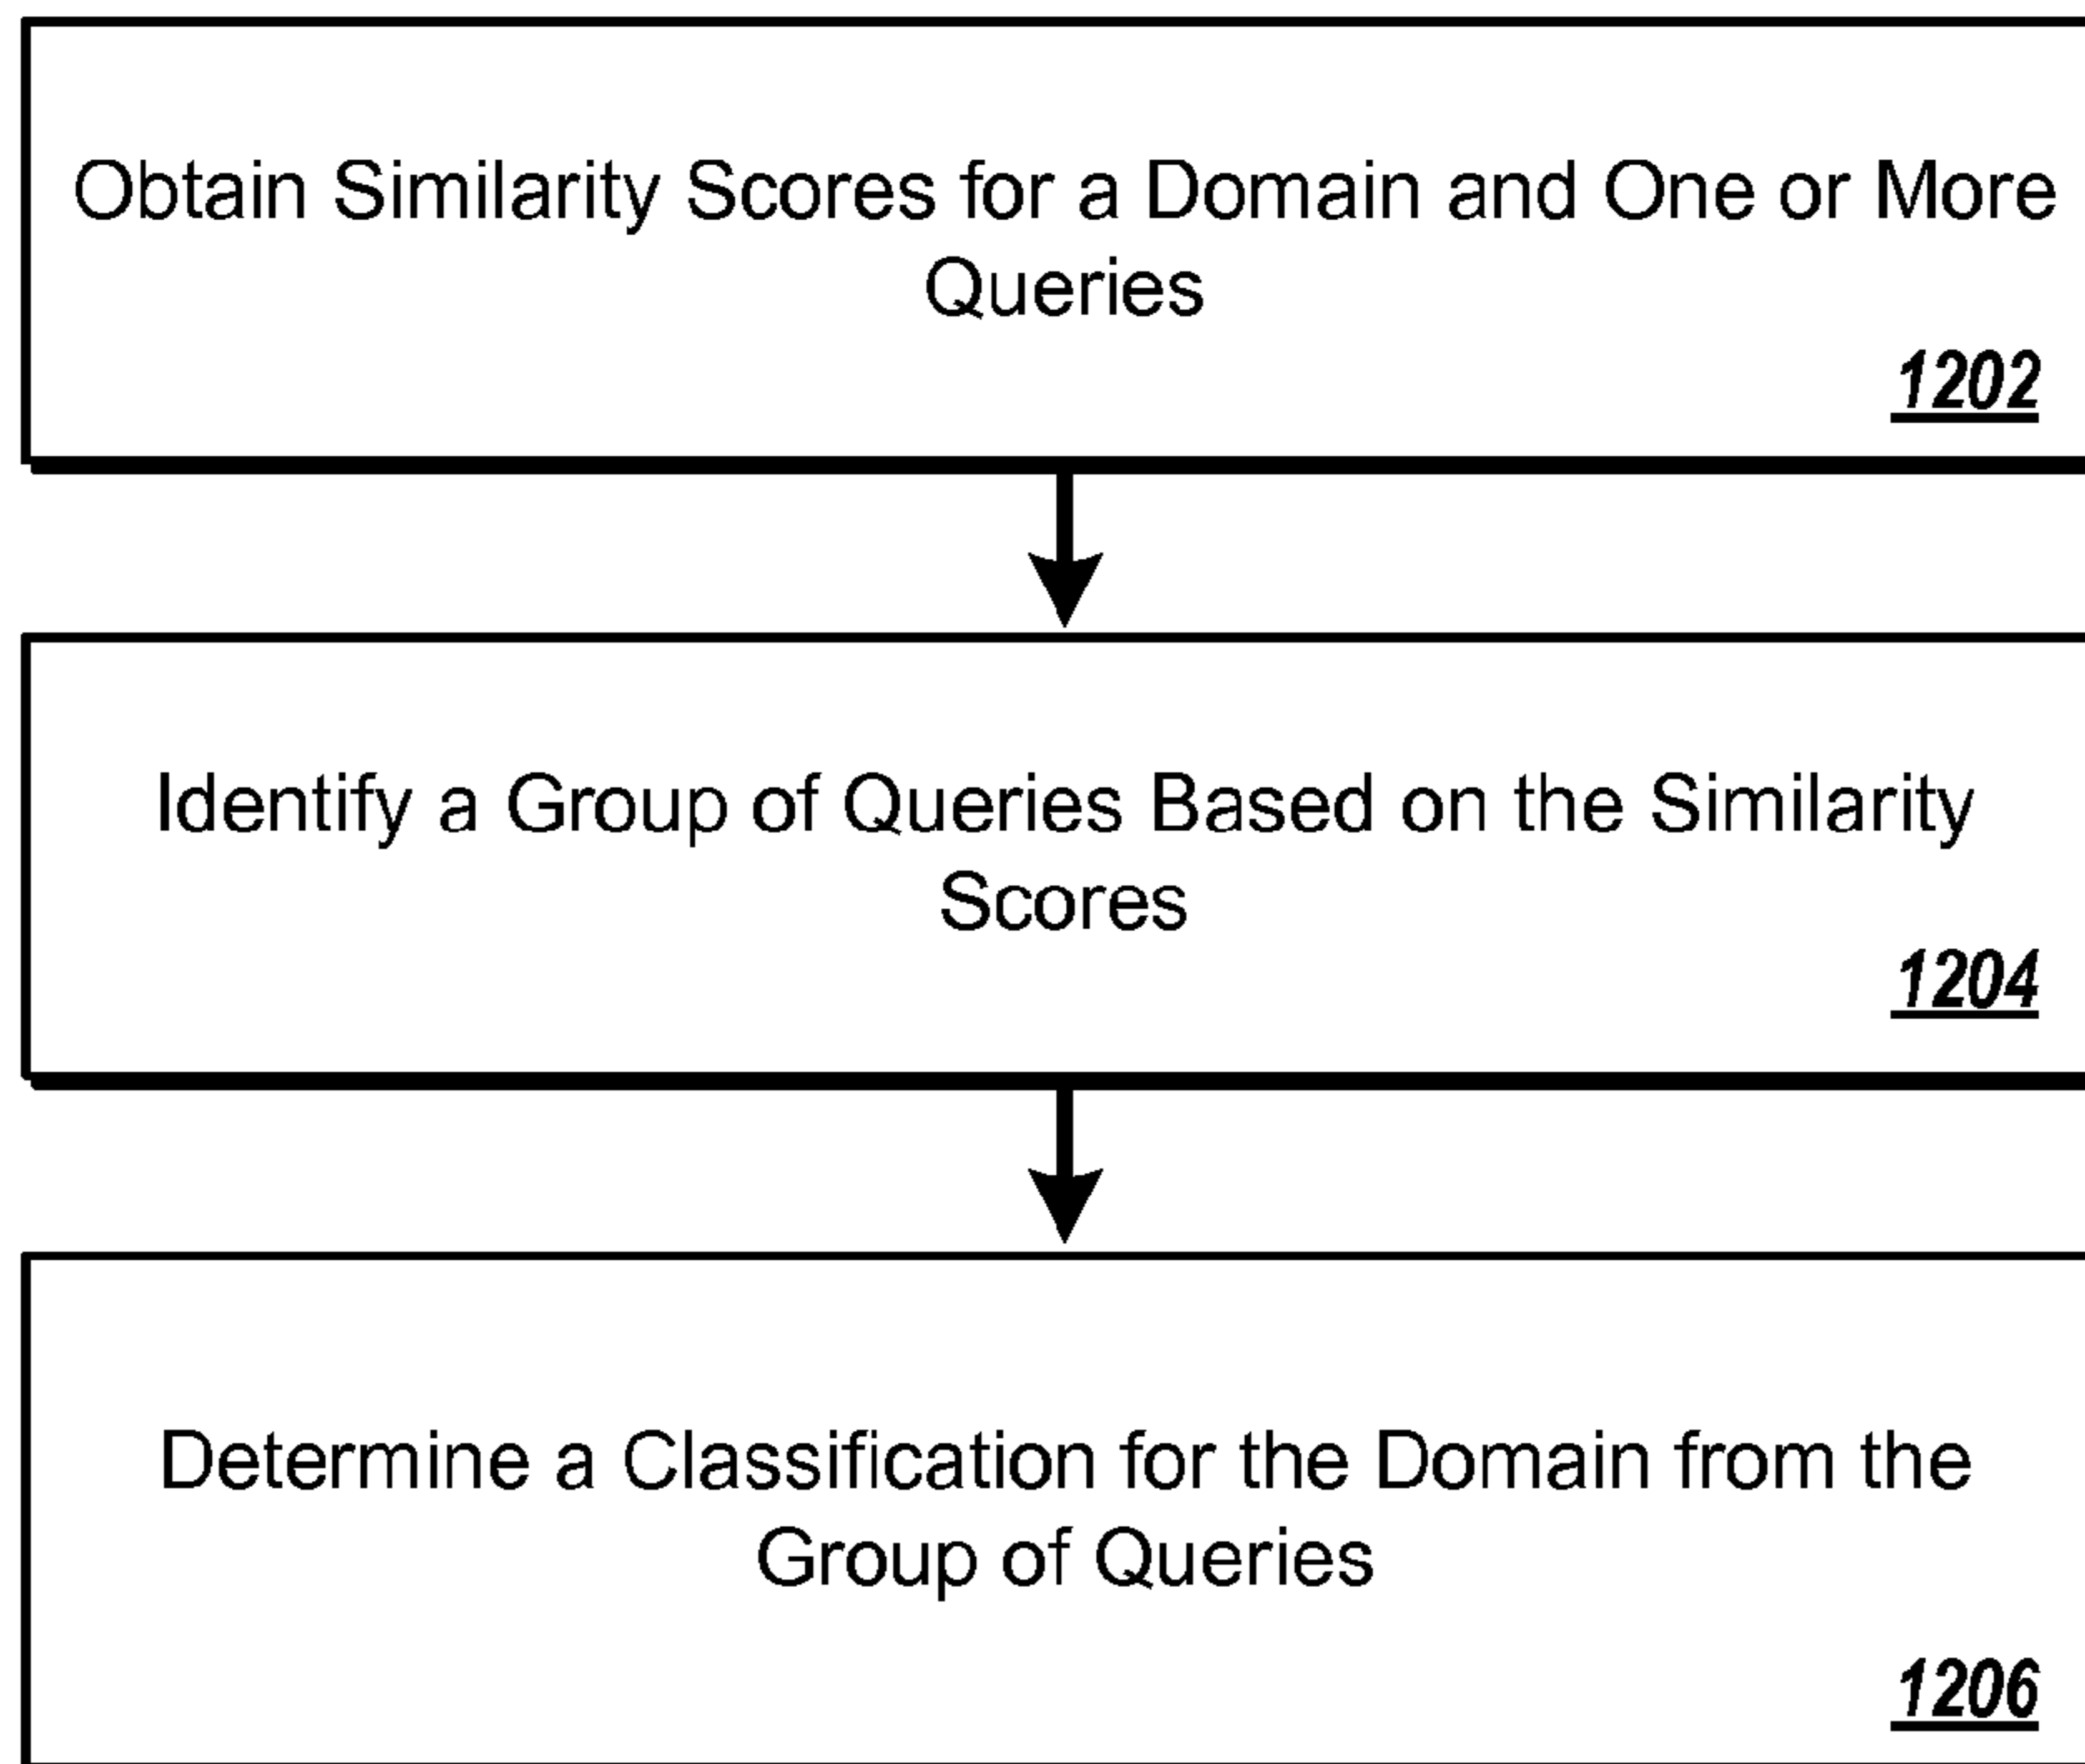 Obtain Similarity Scores for a Domain and One or More
Queries
1202
Identify a Group of Queries Based on the Similarity
Scores
1204
Determine a Classification for the Domain from the
Group of Queries
1206